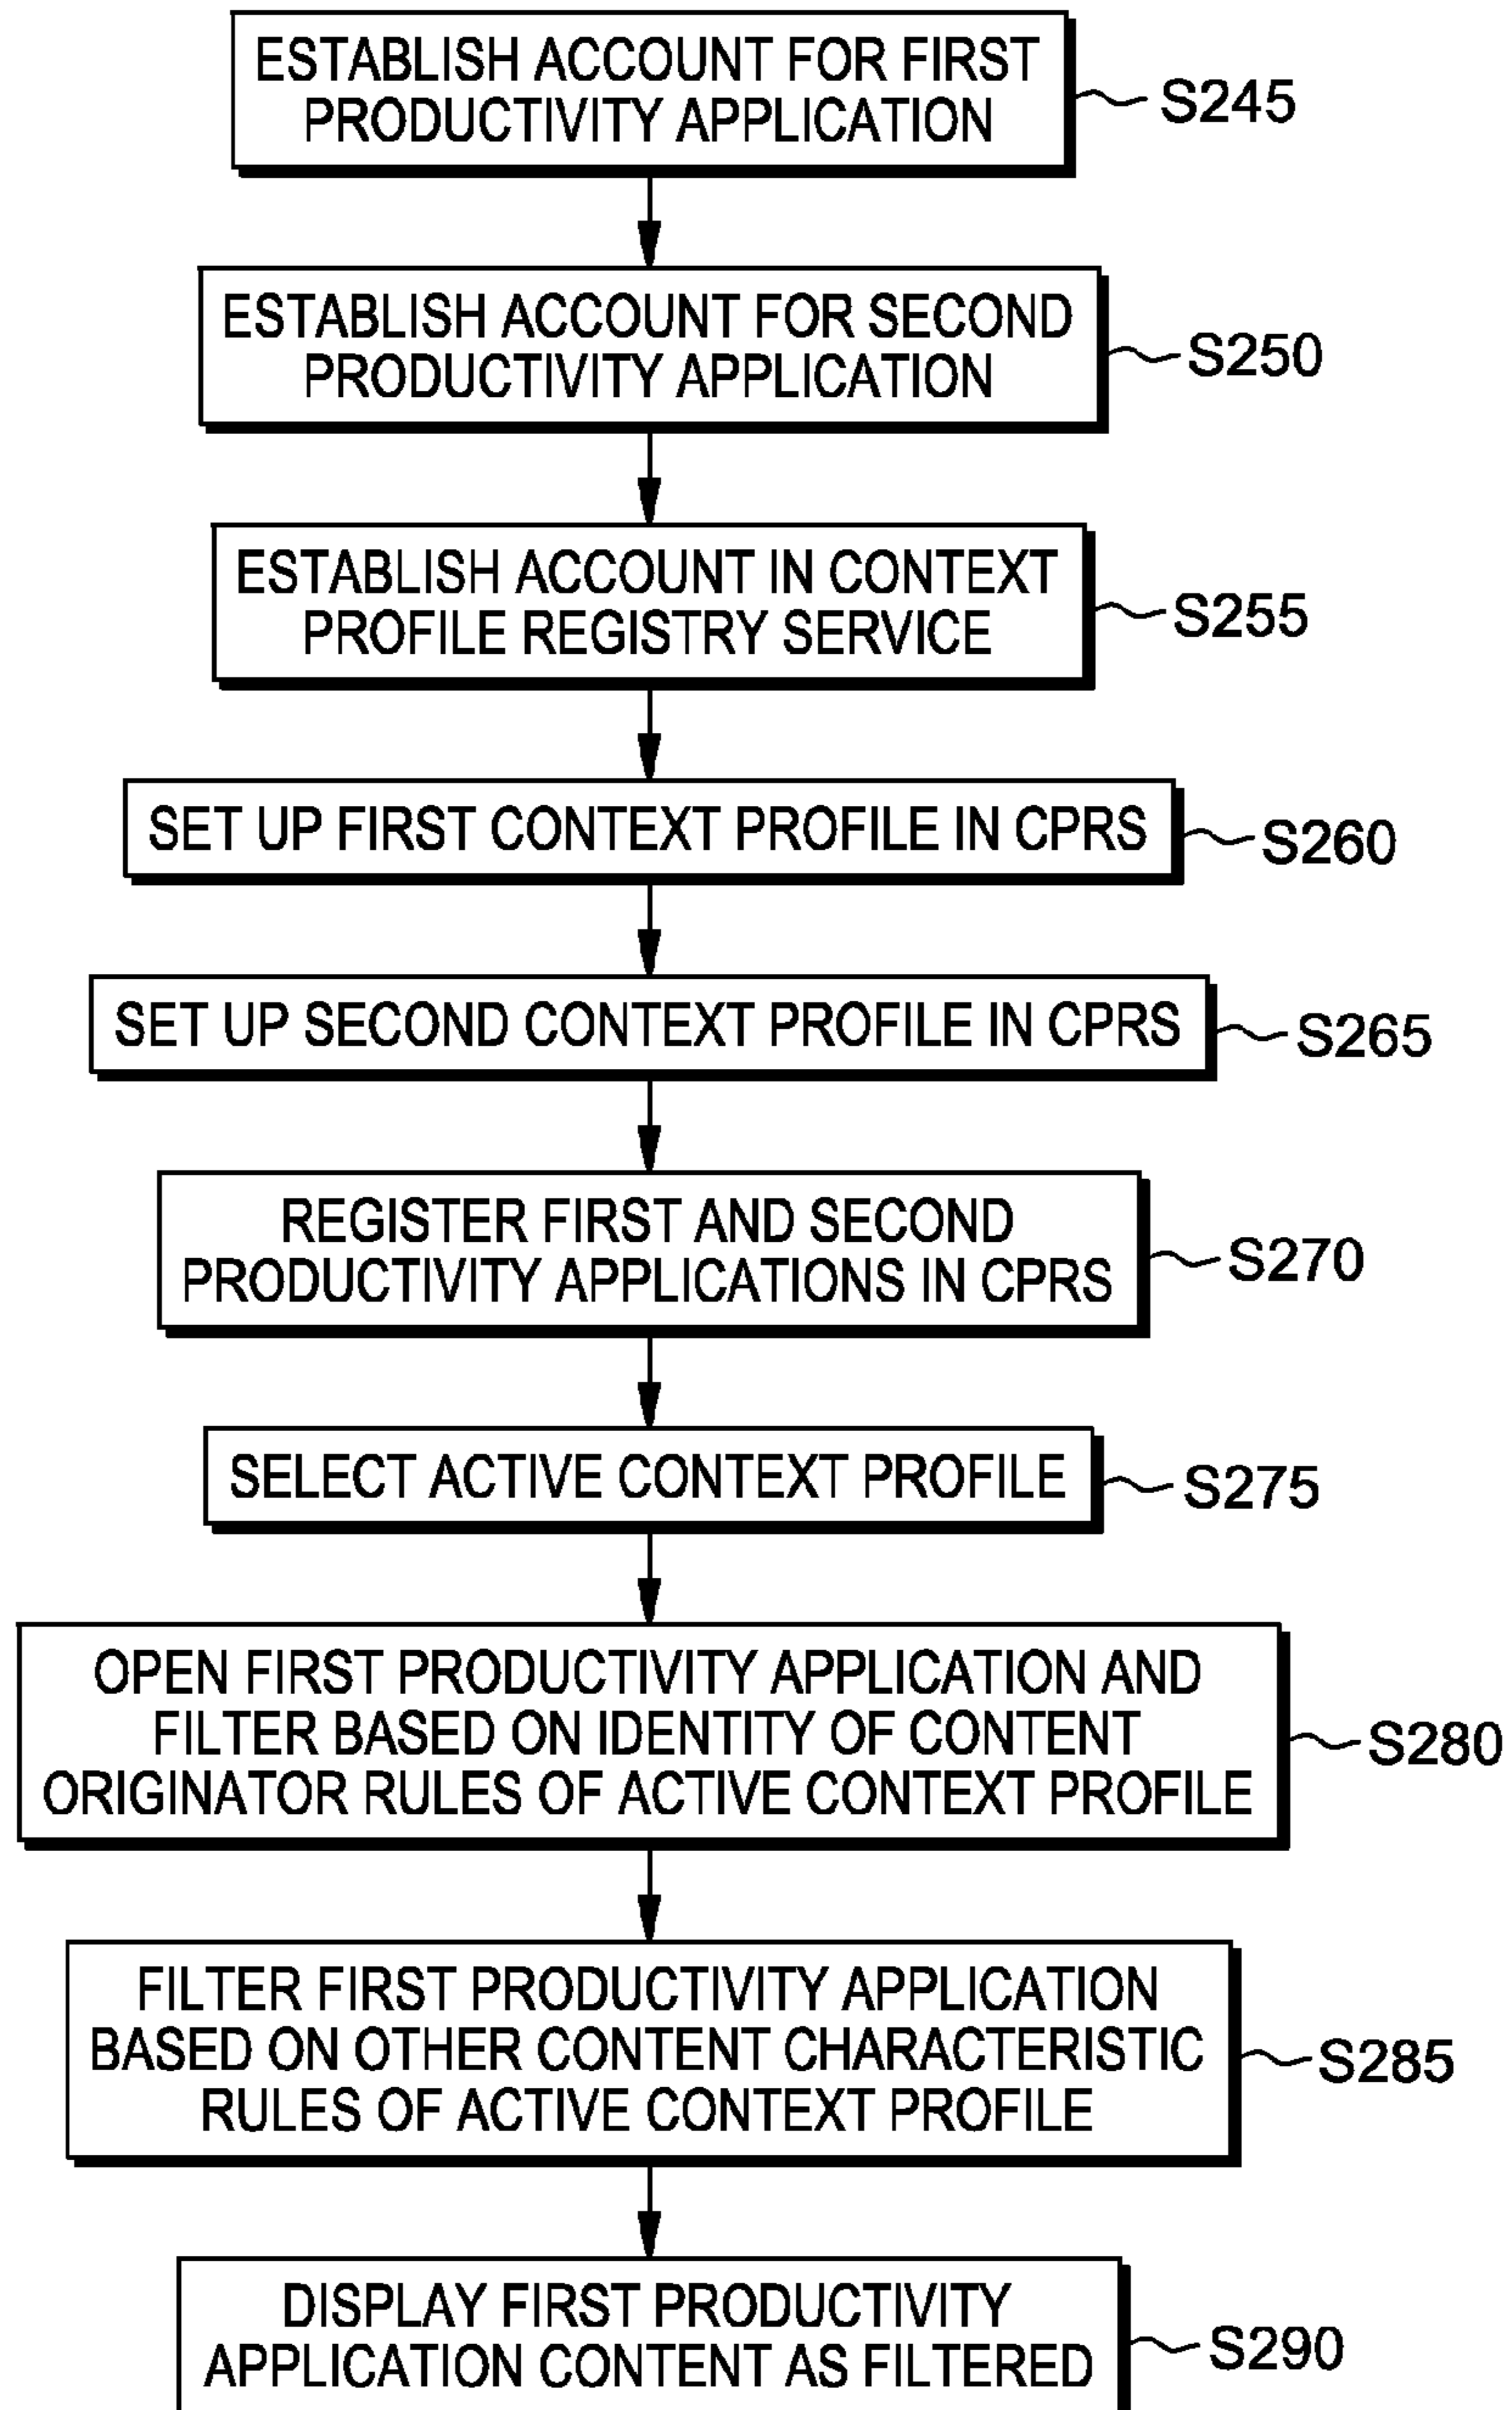 ESTABLISH ACCOUNT FOR FIRST
PRODUCTIVITY APPLICATION
S245
ESTABLISH ACCOUNT FOR SECOND
PRODUCTIVITY APPLICATION
S250
ESTABLISH ACCOUNT IN CONTEXT
PROFILE REGISTRY SERVICE
S255
SET UP FIRST CONTEXT PROFILE IN CPRS
S260
SET UP SECOND CONTEXT PROFILE IN CPRS
S265
REGISTER FIRST AND SECOND
PRODUCTIVITY APPLICATIONS IN CPRS
S270
SELECT ACTIVE CONTEXT PROFILE
S275
OPEN FIRST PRODUCTIVITY APPLICATION AND
FILTER BASED ON IDENTITY OF CONTENT
ORIGINATOR RULES OF ACTIVE CONTEXT PROFILE
S280
FILTER FIRST PRODUCTIVITY APPLICATION
BASED ON OTHER CONTENT CHARACTERISTIC
RULES OF ACTIVE CONTEXT PROFILE
S285
DISPLAY FIRST PRODUCTIVITY
APPLICATION CONTENT AS FILTERED
S290